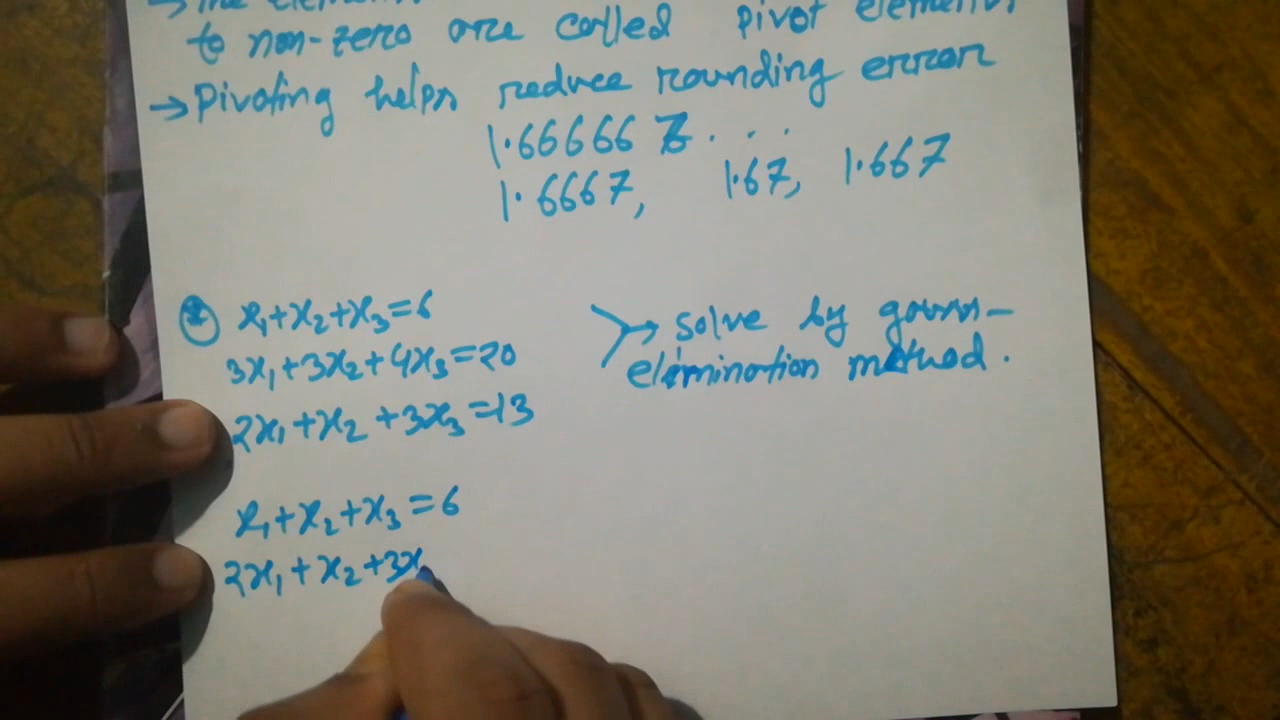 to non-zero are called pivot
→ Pivoting helps reduce rounding error
1.66666 ...
1.6667, 1.67, 1.667
x₁+x₂+x₃=6
3x₁+3x₂+4x₃=20
2x₁+x₂+3x₃=13
→ solve by gauss-
elimination method.
x₁+x₂+x₃=6
2x₁+x₂+3x